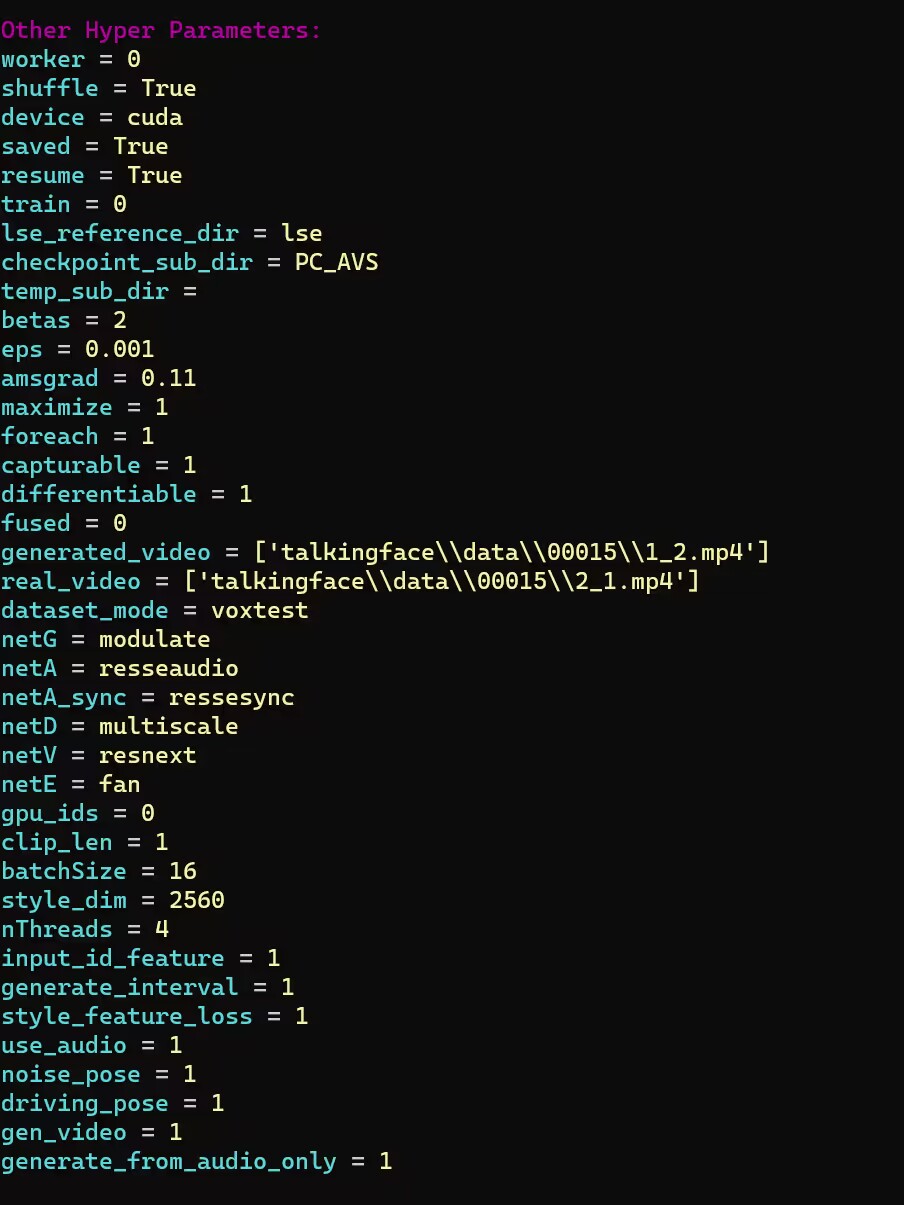 Other Hyper Parameters:
worker = 0
shuffle = True
device = cuda
saved = True
resume = True
train = 0
lse_reference_dir = lse
checkpoint_sub_dir = PC_AVS
temp_sub_dir =
betas = 2
eps = 0.001
amsgrad = 0.11
maximize = 1
foreach = 1
capturable = 1
differentiable = 1
fused = 0
generated_video = ['talkingface\\data\\00015\\1_2.mp4']
real_video = ['talkingface\\data\\00015\\2_1.mp4']
dataset_mode = voxtest
netG = modulate
netA = resseaudio
netA_sync = ressesync
netD = multiscale
netV = resnext
netE = fan
gpu_ids = 0
clip_len = 1
batchSize = 16
style_dim = 2560
nThreads = 4
input_id_feature = 1
generate_interval = 1
style_feature_loss = 1
use_audio = 1
noise_pose = 1
driving_pose = 1
gen_video = 1
generate_from_audio_only = 1